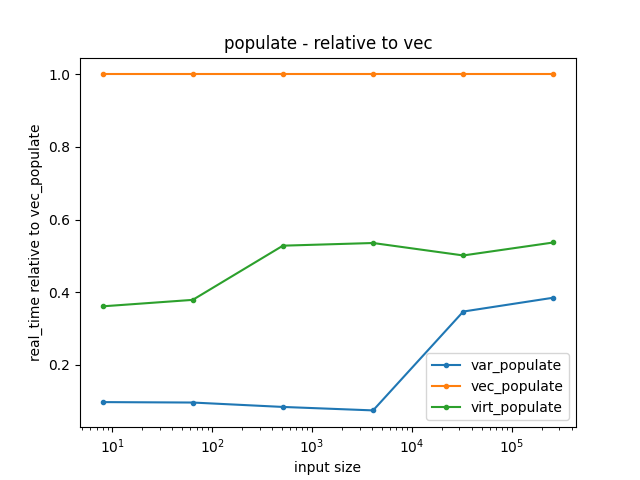 populate - relative to vec
real_time relative to vec_populate
1.0
0.8
0.6
0.4
0.2
var_populate
vec_populate
virt_populate
10¹ 10² 10³ 10⁴ 10⁵
input size